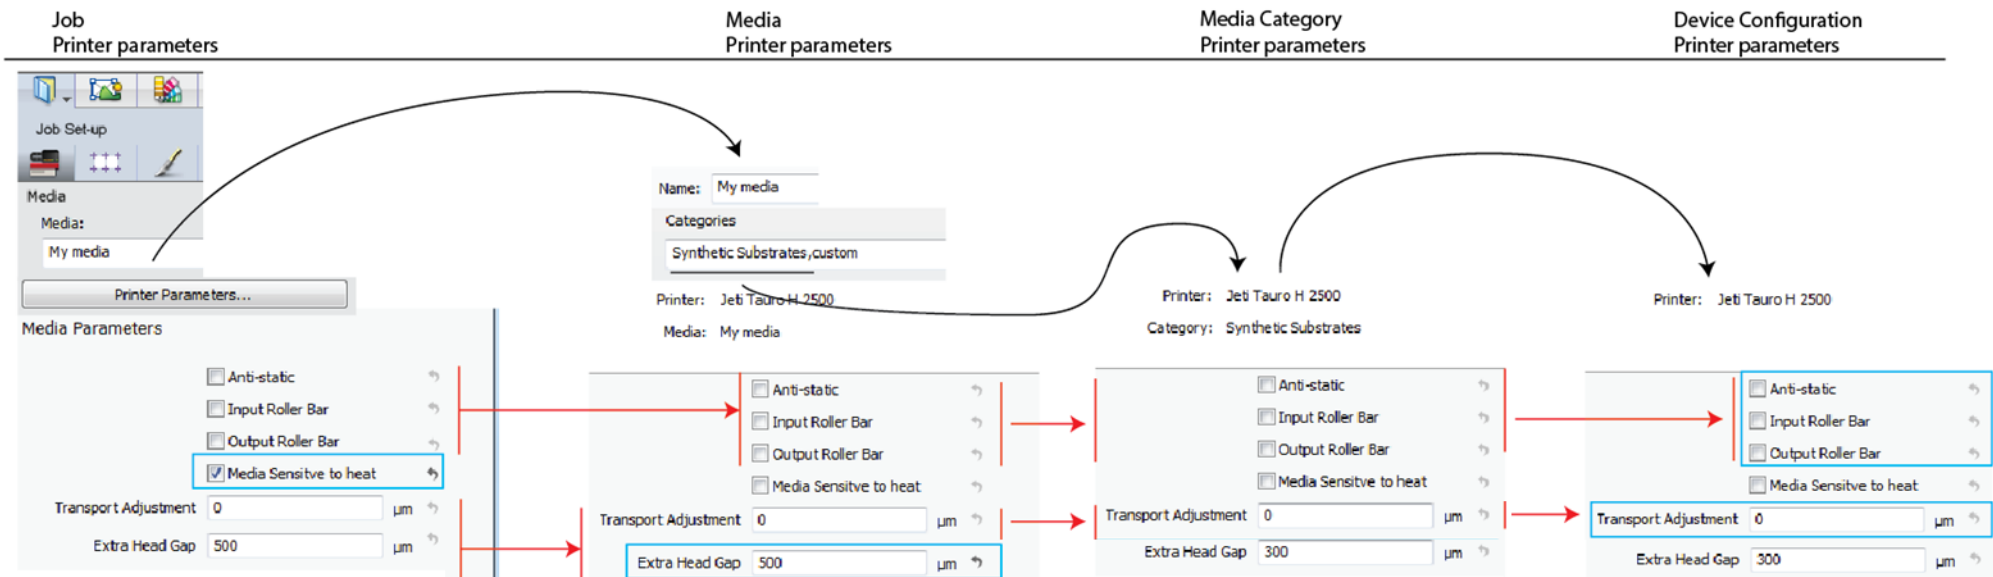 Job
Printer parameters
Media
Printer parameters
Media Category
Printer parameters
Device Configuration
Printer parameters
Job Set-up
Media
Media:
My media
Printer Parameters...
Media Parameters
Anti-static
Input Roller Bar
Output Roller Bar
Media Sensitve to heat
Transport Adjustment 0 µm
Extra Head Gap 500 µm
Name: My media
Categories
Synthetic Substrates,custom
Printer: Jeti Tauro H 2500
Media: My media
Anti-static
Input Roller Bar
Output Roller Bar
Media Sensitve to heat
Transport Adjustment 0 µm
Extra Head Gap 500 µm
Printer: Jeti Tauro H 2500
Category: Synthetic Substrates
Anti-static
Input Roller Bar
Output Roller Bar
Media Sensitve to heat
Transport Adjustment 0 µm
Extra Head Gap 300 µm
Printer: Jeti Tauro H 2500
Anti-static
Input Roller Bar
Output Roller Bar
Media Sensitve to heat
Transport Adjustment 0 µm
Extra Head Gap 300 µm